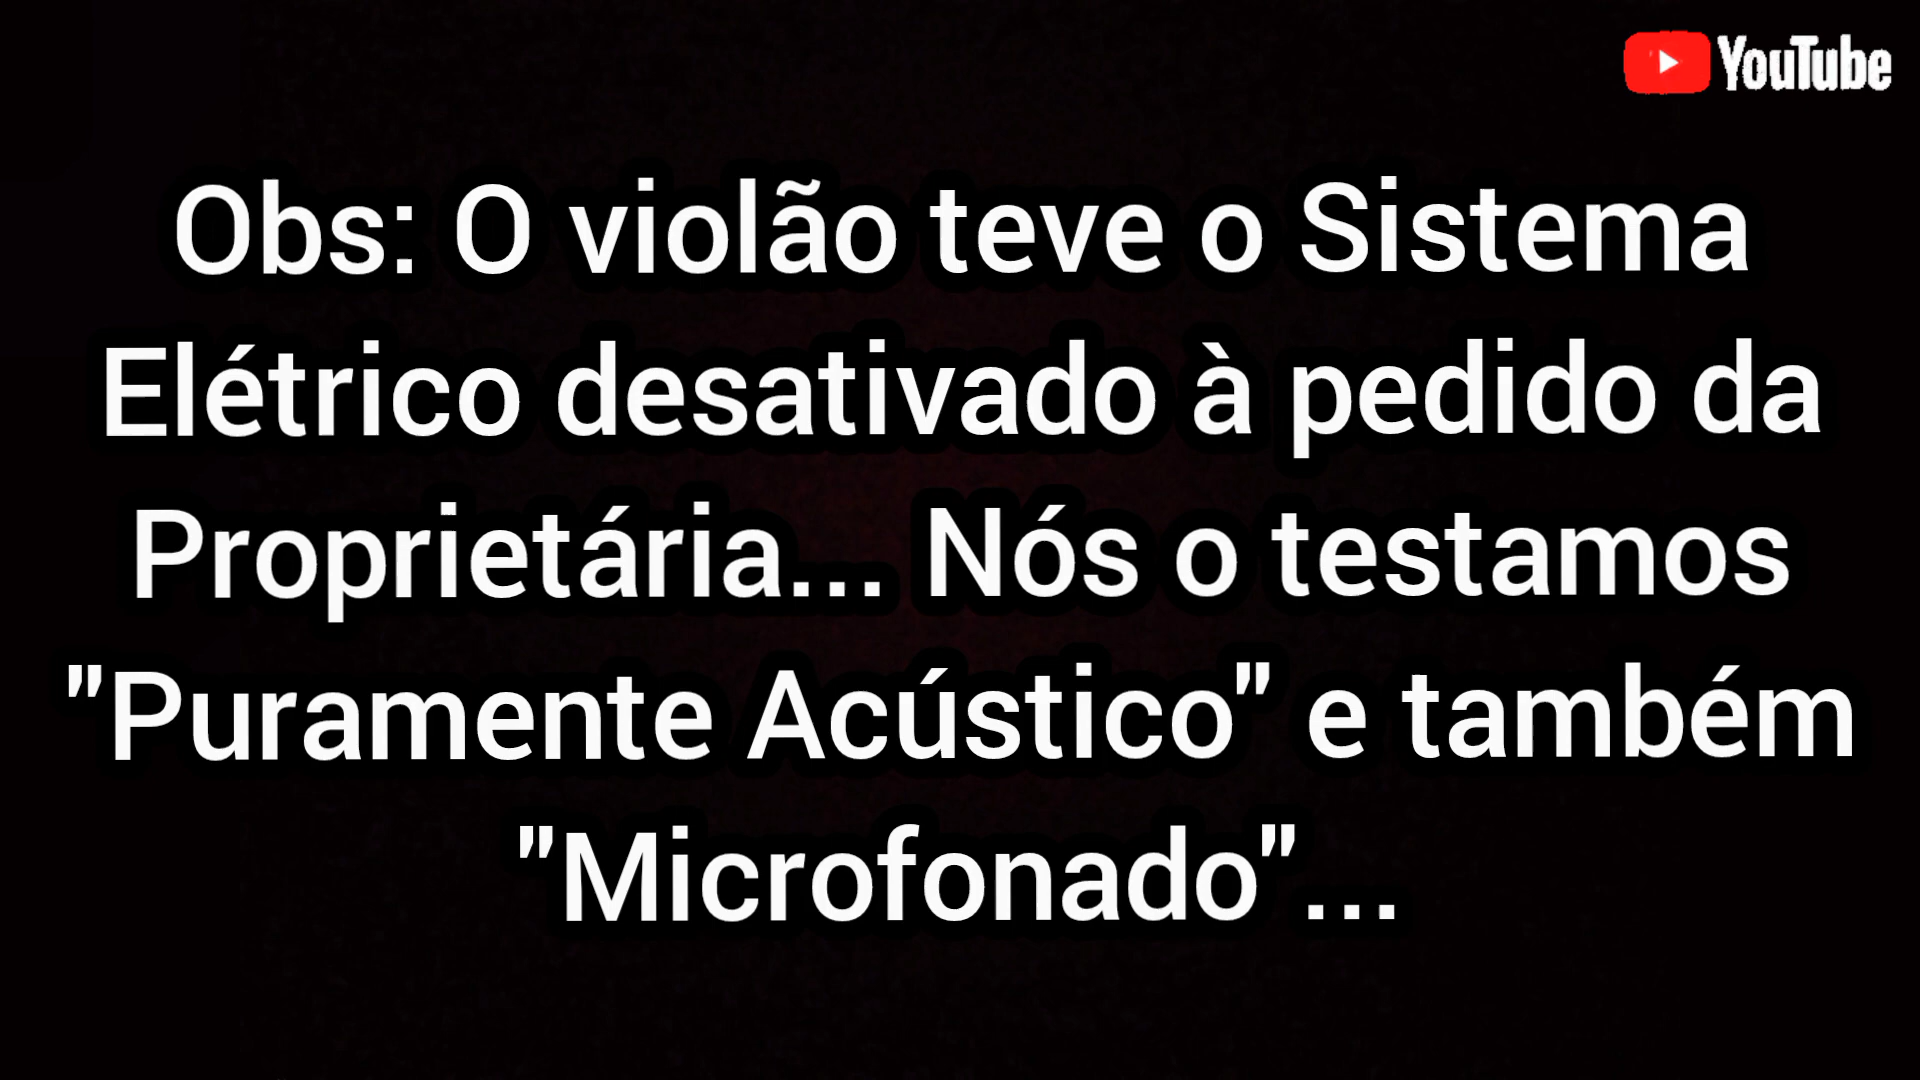 YouTube
Obs: O violão teve o Sistema
Elétrico desativado à pedido da
Proprietária... Nós o testamos
"Puramente Acústico" e também
"Microfonado"...